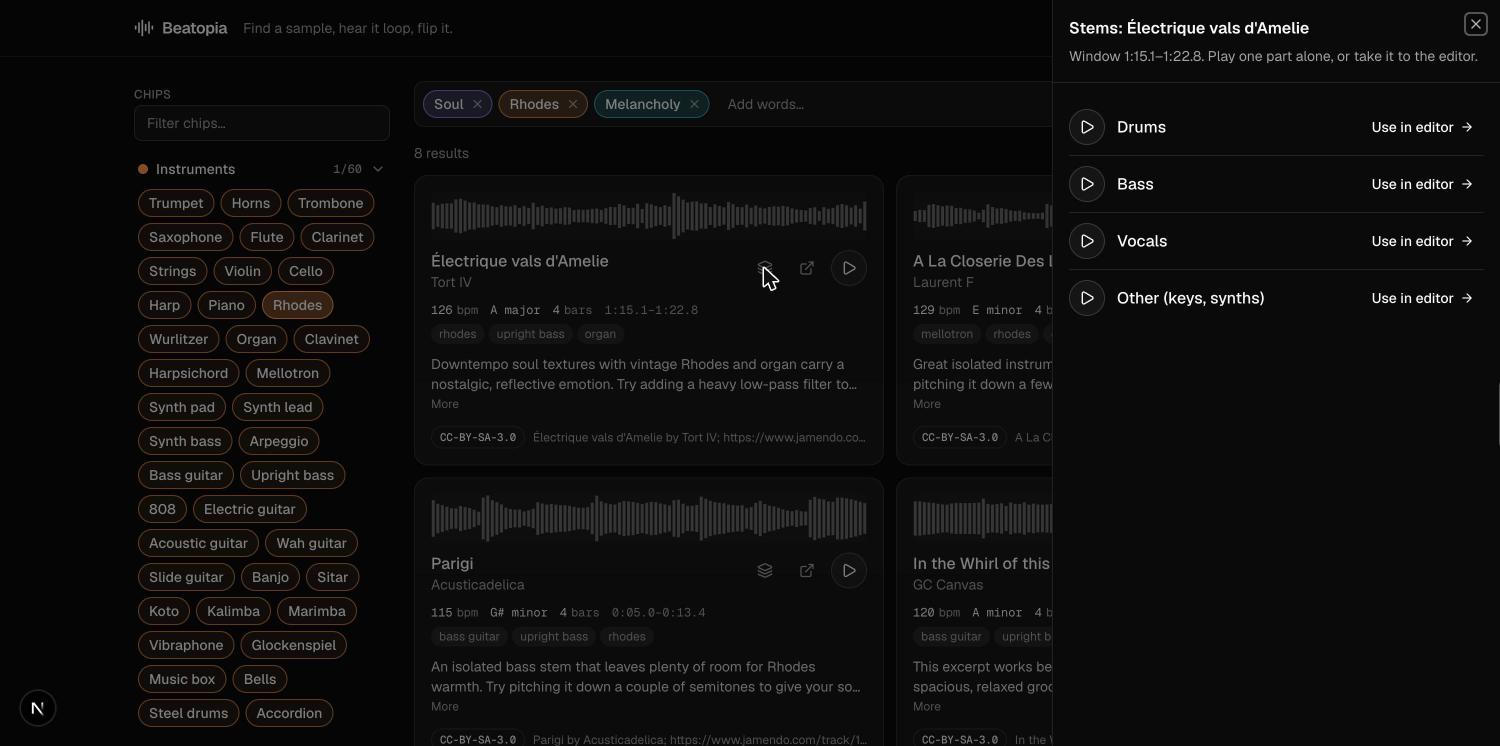 Beatopia
Find a sample, hear it loop, flip it.
CHIPS
Filter chips…
Instruments 1/60
Trumpet Horns Trombone
Saxophone Flute Clarinet
Strings Violin Cello
Harp Piano Rhodes
Wurlitzer Organ Clavinet
Harpsichord Mellotron
Synth pad Synth lead
Synth bass Arpeggio
Bass guitar Upright bass
808 Electric guitar
Acoustic guitar Wah guitar
Slide guitar Banjo Sitar
Koto Kalimba Marimba
Vibraphone Glockenspiel
Music box Bells
Steel drums Accordion
N
Soul Rhodes Melancholy Add words…
8 results
Électrique vals d'Amelie
Tort IV
126 bpm A major 4 bars 1:15.1–1:22.8
rhodes upright bass organ
Downtempo soul textures with vintage Rhodes and organ carry a
nostalgic, reflective emotion. Try adding a heavy low-pass filter to…
More
CC-BY-SA-3.0 Électrique vals d'Amelie by Tort IV; https://www.jamendo.co…
A La Closerie Des L
Laurent F
129 bpm E minor 4 b
mellotron rhodes
Great isolated instrum
pitching it down a few
More
CC-BY-SA-3.0 A La C
Parigi
Acusticadelica
115 bpm G# minor 4 bars 0:05.0–0:13.4
bass guitar upright bass rhodes
An isolated bass stem that leaves plenty of room for Rhodes
warmth. Try pitching it down a couple of semitones to give your so…
More
CC-BY-SA-3.0 Parigi by Acusticadelica; https://www.jamendo.com/track/1…
In the Whirl of this
GC Canvas
120 bpm A minor 4 b
bass guitar upright b
This excerpt works be
spacious, relaxed groo
More
CC-BY-SA-3.0 In the
Stems: Électrique vals d'Amelie
Window 1:15.1–1:22.8. Play one part alone, or take it to the editor.
Drums Use in editor →
Bass Use in editor →
Vocals Use in editor →
Other (keys, synths) Use in editor →